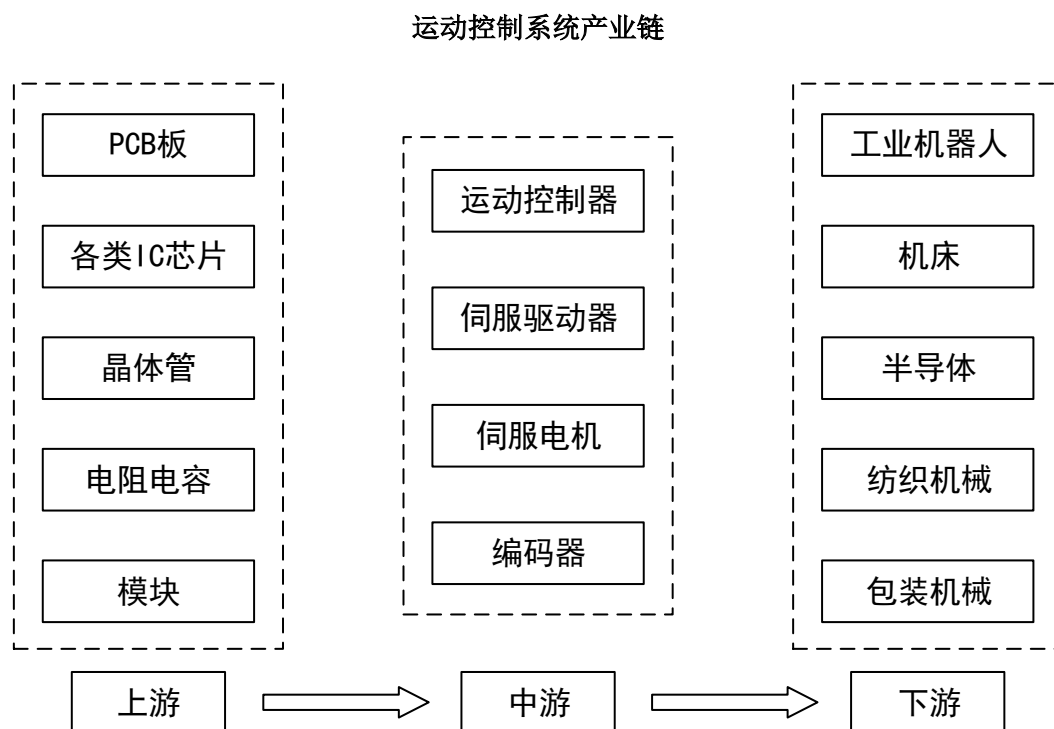 运动控制系统产业链
PCB板
各类IC芯片
晶体管
电阻电容
模块
上游
运动控制器
伺服驱动器
伺服电机
编码器
中游
工业机器人
机床
半导体
纺织机械
包装机械
下游